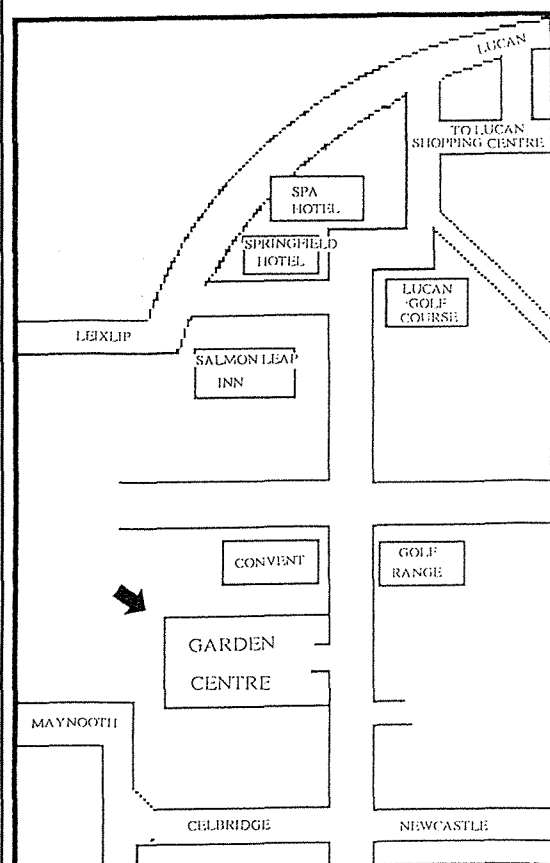 LUCAN
TO LUCAN
SHOPPING CENTRE
SPA
HOTEL
SPRINGFIELD
HOTEL
LUCAN
GOLF
COURSE
LEIXLIP
SALMON LEAP
INN
CONVENT
GOLF
RANGE
GARDEN
CENTRE
MAYNOOTH
CELBRIDGE
NEWCASTLE